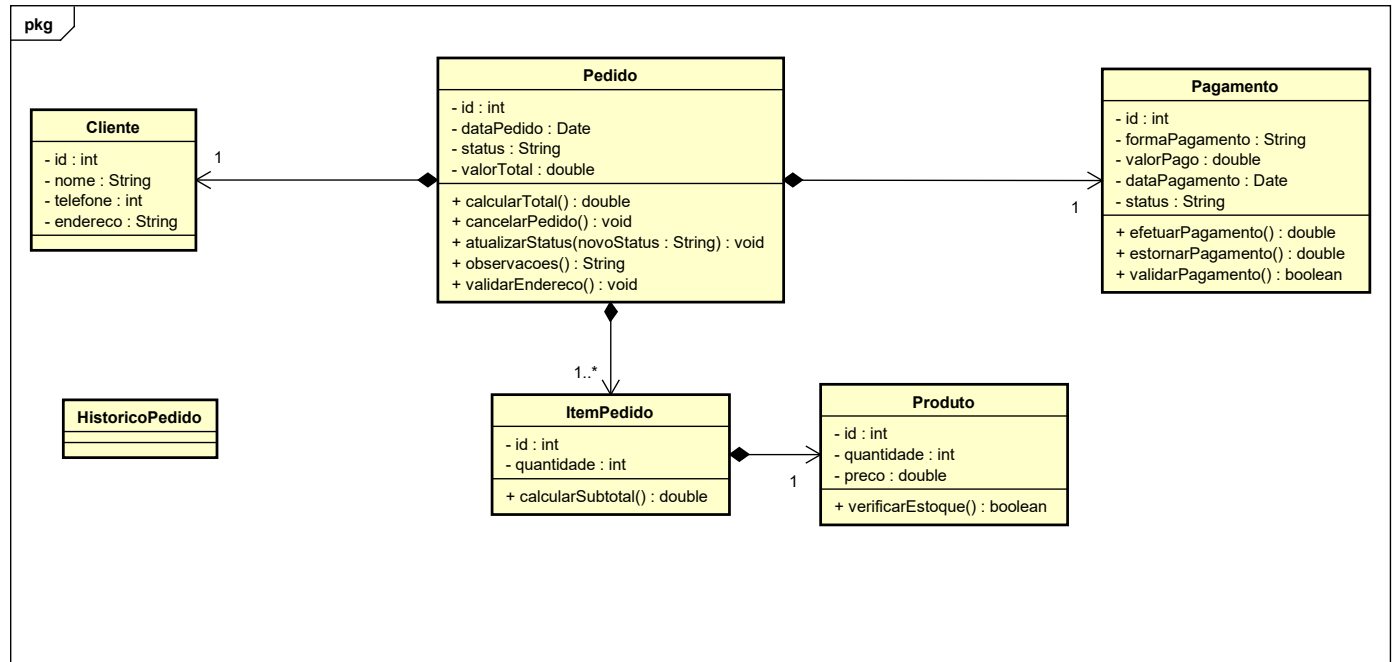 pkg
Cliente
- id : int
- nome : String
- telefone : int
- endereco : String
1
Pedido
- id : int
- dataPedido : Date
- status : String
- valorTotal : double
+ calcularTotal() : double
+ cancelarPedido() : void
+ atualizarStatus(novoStatus : String) : void
+ observacoes() : String
+ validarEndereco() : void
1
Pagamento
- id : int
- formaPagamento : String
- valorPago : double
- dataPagamento : Date
- status : String
+ efetuarPagamento() : double
+ estornarPagamento() : double
+ validarPagamento() : boolean
HistoricoPedido
1..*
ItemPedido
- id : int
- quantidade : int
+ calcularSubtotal() : double
1
Produto
- id : int
- quantidade : int
- preco : double
+ verificarEstoque() : boolean